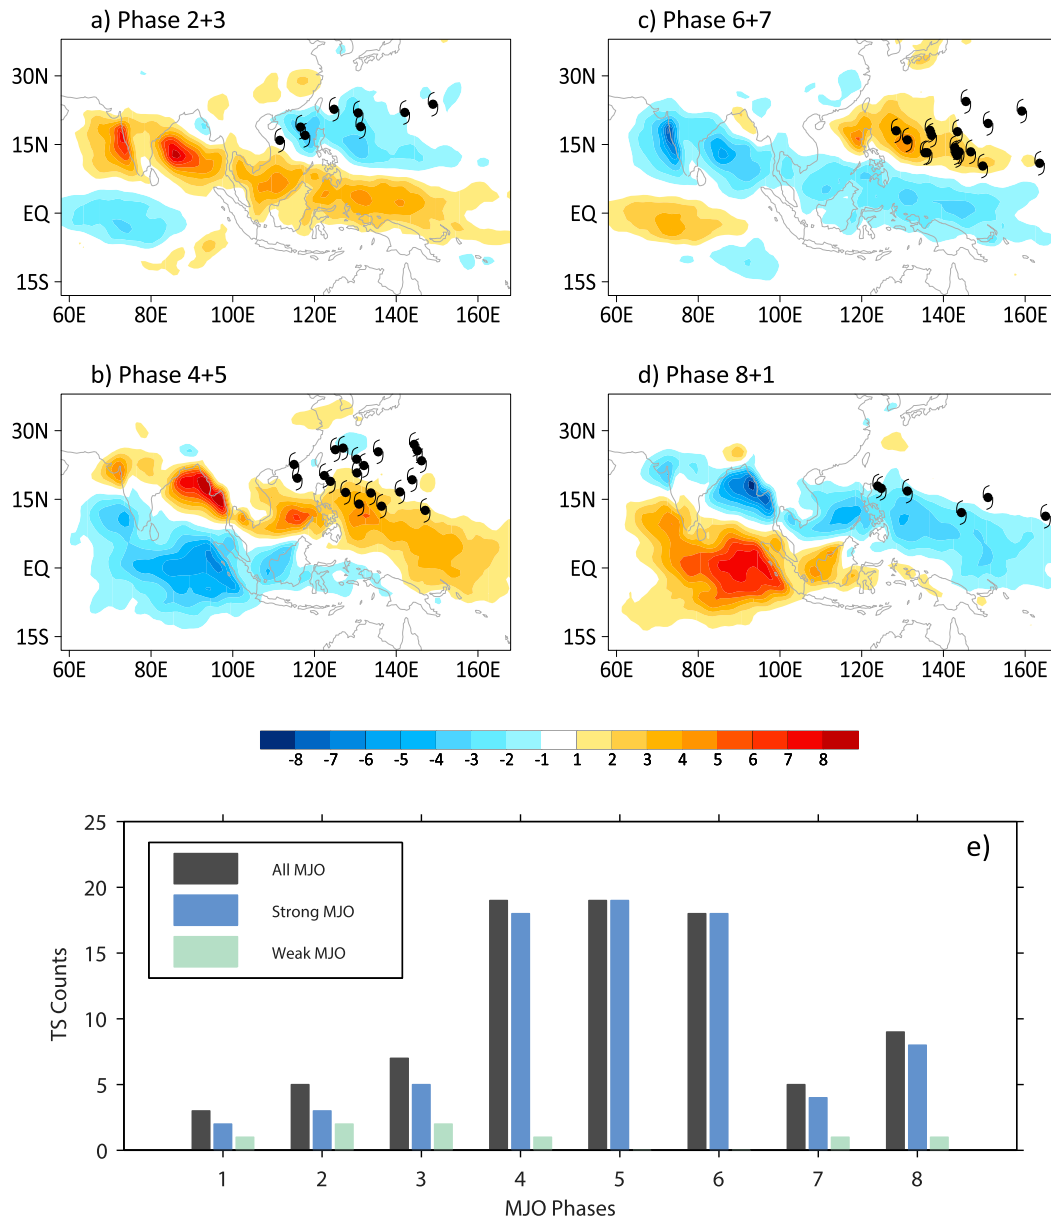 a) Phase 2+3
30N
15N
EQ
15S
60E 80E 100E 120E 140E 160E
c) Phase 6+7
30N
15N
EQ
15S
60E 80E 100E 120E 140E 160E
b) Phase 4+5
30N
15N
EQ
15S
60E 80E 100E 120E 140E 160E
d) Phase 8+1
30N
15N
EQ
15S
60E 80E 100E 120E 140E 160E
-8 -7 -6 -5 -4 -3 -2 -1 1 2 3 4 5 6 7 8
e)
TS Counts
25
20
15
10
5
0
All MJO
Strong MJO
Weak MJO
1 2 3 4 5 6 7 8
MJO Phases